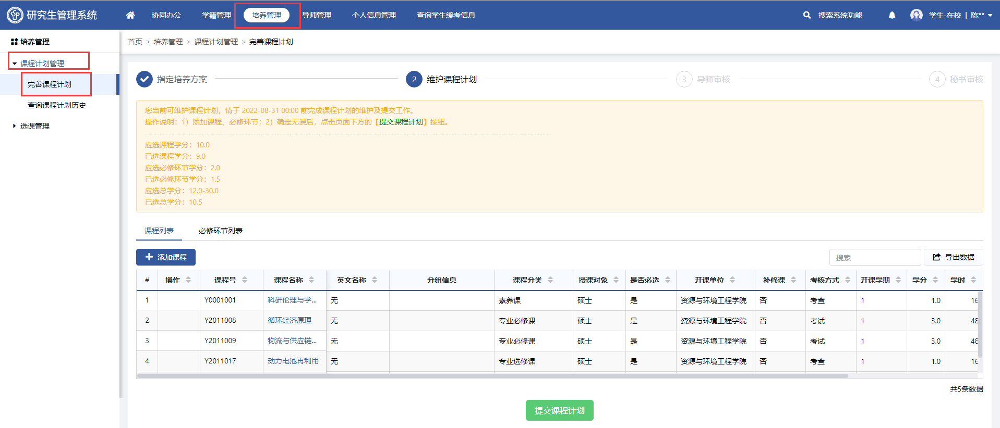 研究生管理系统
协同办公
学籍管理
培养管理
导师管理
个人信息管理
查询学生缓考信息
搜索系统功能
学生-在校 | 陈**
培养管理
课程计划管理
完善课程计划
查询课程计划历史
选课管理
首页 > 培养管理 > 课程计划管理 > 完善课程计划
指定培养方案
2 维护课程计划
3 导师审核
4 秘书审核
您当前可维护课程计划，请于 2022-08-31 00:00 前完成课程计划的维护及提交工作。
操作说明：1）添加课程、必修环节；2）确定无误后，点击页面下方的【提交课程计划】按钮。
应选课程学分：10.0
已选课程学分：9.0
应选必修环节学分：2.0
已选必修环节学分：1.5
应选总学分：12.0-30.0
已选总学分：10.5
课程列表 必修环节列表
添加课程 搜索 导出数据
# 操作 课程号 课程名称 英文名称 分组信息 课程分类 授课对象 是否必选 开课单位 补修课 考核方式 开课学期 学分 学时
1 Y0001001 科研伦理与学... 无 素养课 硕士 是 资源与环境工程学院 否 考查 1 1.0 16
2 Y2011008 循环经济原理 无 专业必修课 硕士 是 资源与环境工程学院 否 考试 1 3.0 48
3 Y2011009 物流与供应链... 无 专业必修课 硕士 是 资源与环境工程学院 否 考试 1 3.0 48
4 Y2011017 动力电池再利用 无 专业选修课 硕士 是 资源与环境工程学院 否 考查 1 1.0 16
共5条数据
提交课程计划